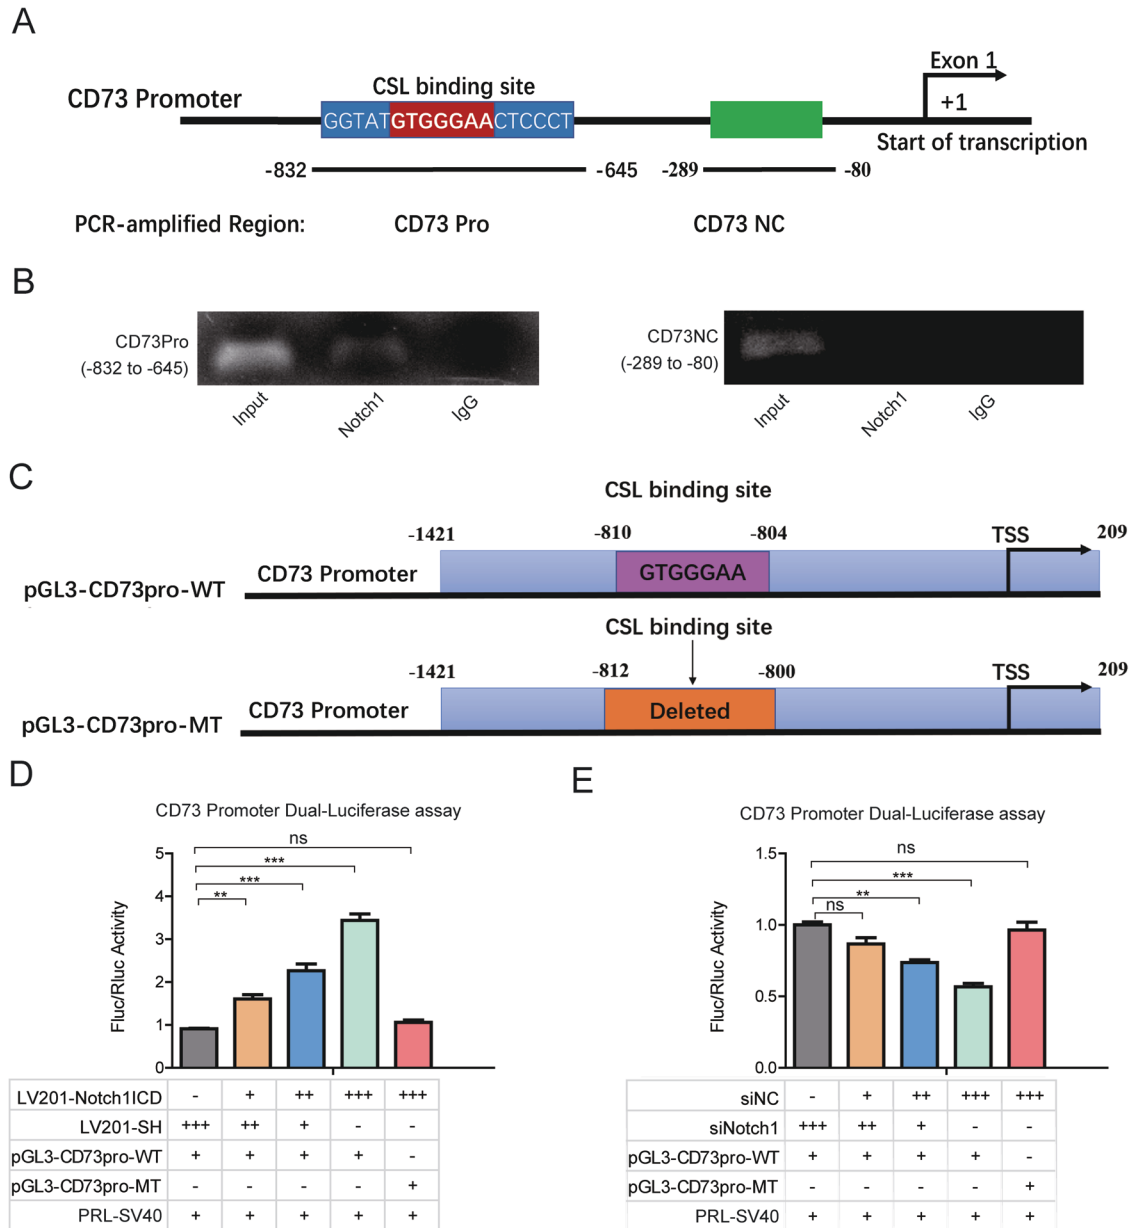 A
CD73 Promoter
CSL binding site
GGTATGTGGGAACTCCCT
Exon 1
+1
Start of transcription
-832
-645
-289
-80
PCR-amplified Region:
CD73 Pro
CD73 NC
B
CD73Pro
(-832 to -645)
Input
Notch1
IgG
CD73NC
(-289 to -80)
Input
Notch1
IgG
C
CSL binding site
-1421
-810
-804
TSS
209
pGL3-CD73pro-WT
CD73 Promoter
GTGGGAA
CSL binding site
-1421
-812
-800
TSS
209
pGL3-CD73pro-MT
CD73 Promoter
Deleted
D
CD73 Promoter Dual-Luciferase assay
Fluc/Rluc Activity
5
4
3
2
1
0
ns
***
***
**
LV201-Notch1ICD - + ++ +++ +++
LV201-SH +++ ++ + - -
pGL3-CD73pro-WT + + + + -
pGL3-CD73pro-MT - - - - +
PRL-SV40 + + + + +
E
CD73 Promoter Dual-Luciferase assay
Fluc/Rluc Activity
1.5
1.0
0.5
0.0
ns
***
**
ns
siNC - + ++ +++ +++
siNotch1 +++ ++ + - -
pGL3-CD73pro-WT + + + + -
pGL3-CD73pro-MT - - - - +
PRL-SV40 + + + + +